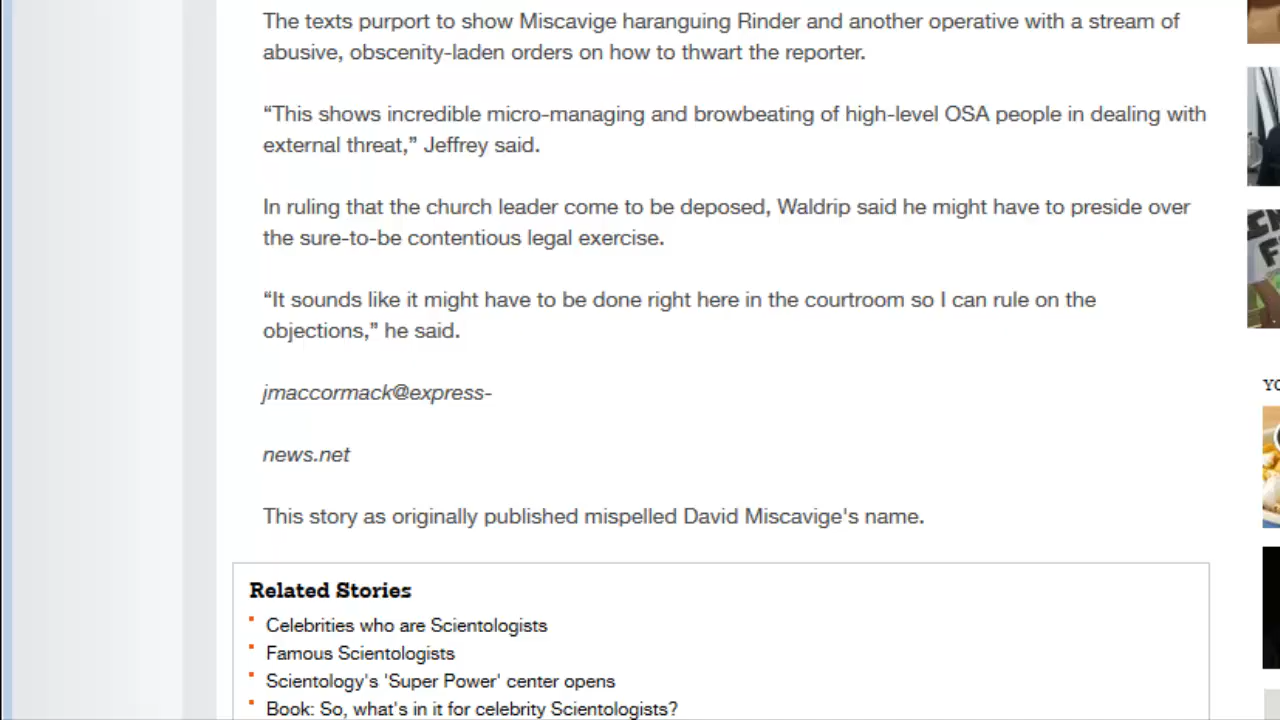 The texts purport to show Miscavige haranguing Rinder and another operative with a stream of
abusive, obscenity-laden orders on how to thwart the reporter.
“This shows incredible micro-managing and browbeating of high-level OSA people in dealing with
external threat,” Jeffrey said.
In ruling that the church leader come to be deposed, Waldrip said he might have to preside over
the sure-to-be contentious legal exercise.
“It sounds like it might have to be done right here in the courtroom so I can rule on the
objections,” he said.
jmaccormack@express-
news.net
This story as originally published mispelled David Miscavige's name.
Related Stories
Celebrities who are Scientologists
Famous Scientologists
Scientology's 'Super Power' center opens
Book: So, what's in it for celebrity Scientologists?